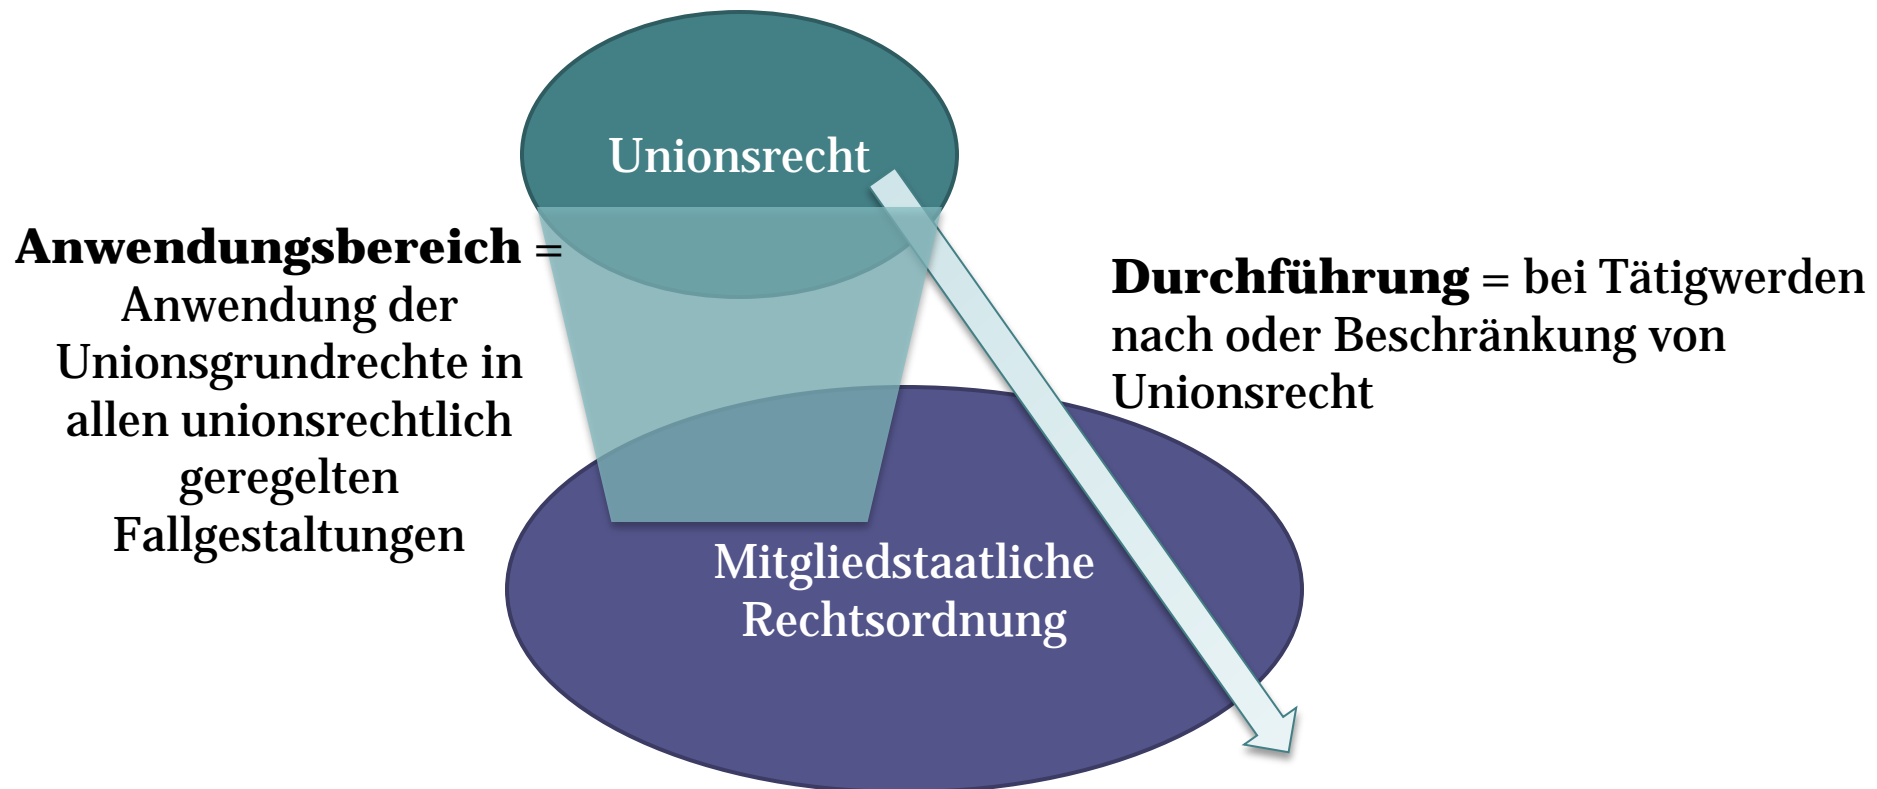 Unionsrecht
Anwendungsbereich =
Anwendung der
Unionsgrundrechte in
allen unionsrechtlich
geregelten
Fallgestaltungen
Durchführung = bei Tätigwerden
nach oder Beschränkung von
Unionsrecht
Mitgliedstaatliche
Rechtsordnung